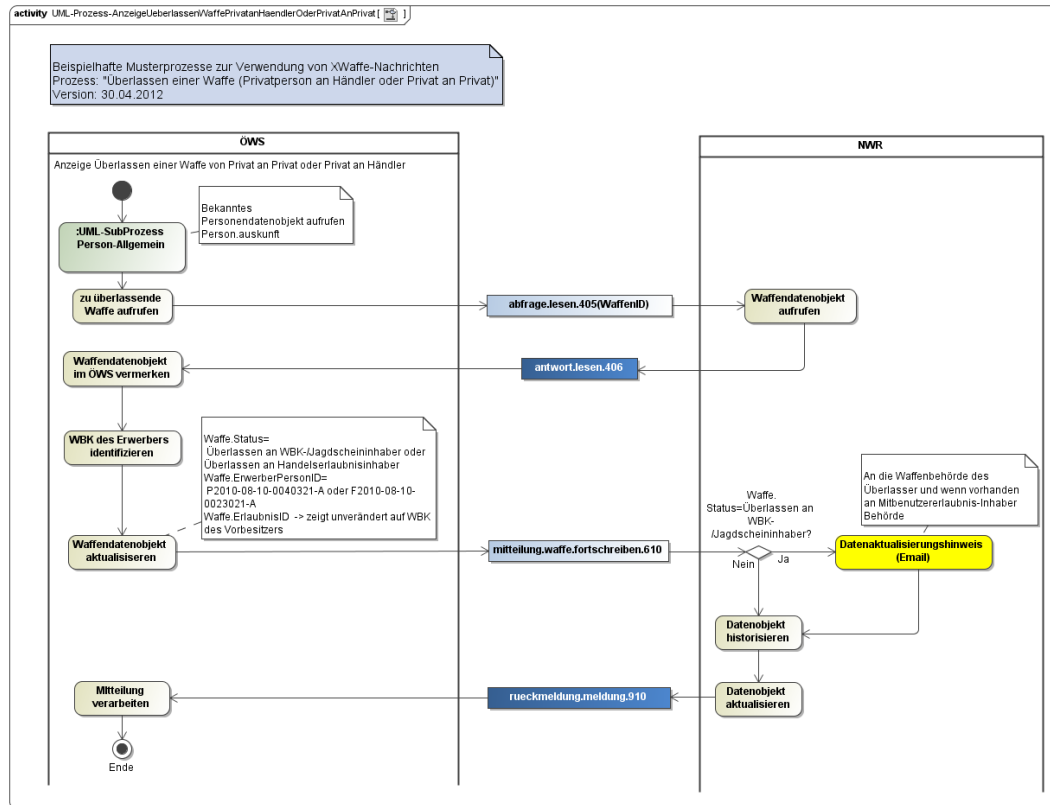 activity UML-Prozess-AnzeigeUeberlassenWaffePrivatanHaendlerOderPrivatAnPrivat [ ]
Beispielhafte Musterprozesse zur Verwendung von XWaffe-Nachrichten
Prozess: "Überlassen einer Waffe (Privatperson an Händler oder Privat an Privat)"
Version: 30.04.2012
ÖWS
NWR
Anzeige Überlassen einer Waffe von Privat an Privat oder Privat an Händler
Bekanntes
Personendatenobjekt aufrufen
Person.auskunft
:UML-SubProzess
Person-Allgemein
zu überlassende
Waffe aufrufen
abfrage.lesen.405(WaffenID)
Waffendatenobjekt
aufrufen
Waffendatenobjekt
im ÖWS vermerken
antwort.lesen.406
WBK des Erwerbers
identifizieren
Waffe.Status=
Überlassen an WBK-/Jagdscheininhaber oder
Überlassen an Handelserlaubnisinhaber
Waffe.ErwerberPersonID=
P2010-08-10-0040321-A oder F2010-08-10-
0023021-A
Waffe.ErlaubnisID -> zeigt unverändert auf WBK
des Vorbesitzers
An die Waffenbehörde des
Überlasser und wenn vorhanden
an Mitbenutzererlaubnis-Inhaber
Behörde
Waffe.
Status=Überlassen an
WBK-
/Jagdscheininhaber?
Waffendatenobjekt
aktualisiseren
mitteilung.waffe.fortschreiben.610
Nein
Ja
Datenaktualisierungshinweis
(Email)
Datenobjekt
historisieren
MItteilung
verarbeiten
rueckmeldung.meldung.910
Datenobjekt
aktualisieren
Ende